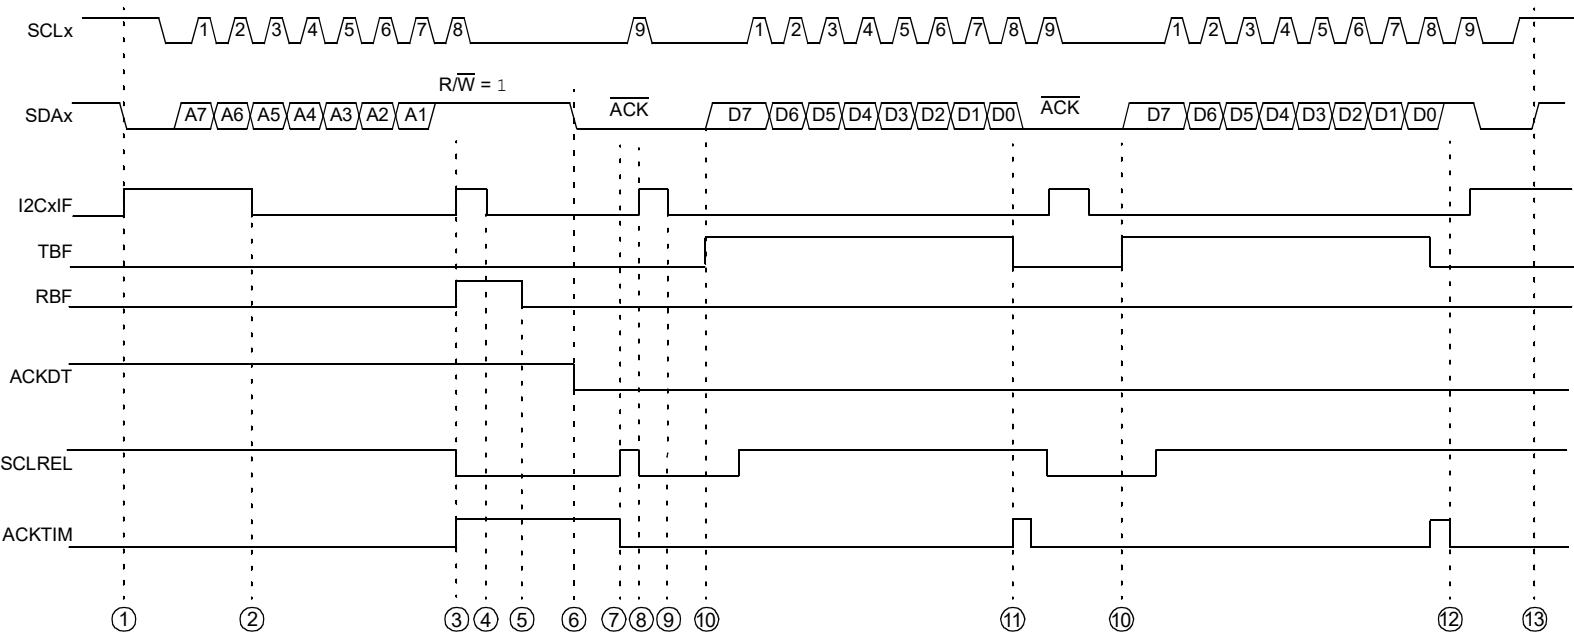 SCLx 1 2 3 4 5 6 7 8 9 1 2 3 4 5 6 7 8 9 1 2 3 4 5 6 7 8 9
R/W̅ = 1
SDAx A7 A6 A5 A4 A3 A2 A1 A̅C̅K̅ D7 D6 D5 D4 D3 D2 D1 D0 A̅C̅K̅ D7 D6 D5 D4 D3 D2 D1 D0
I2CxIF
TBF
RBF
ACKDT
SCLREL
ACKTIM
① ② ③ ④ ⑤ ⑥ ⑦ ⑧ ⑨ ⑩ ⑪ ⑩ ⑫ ⑬